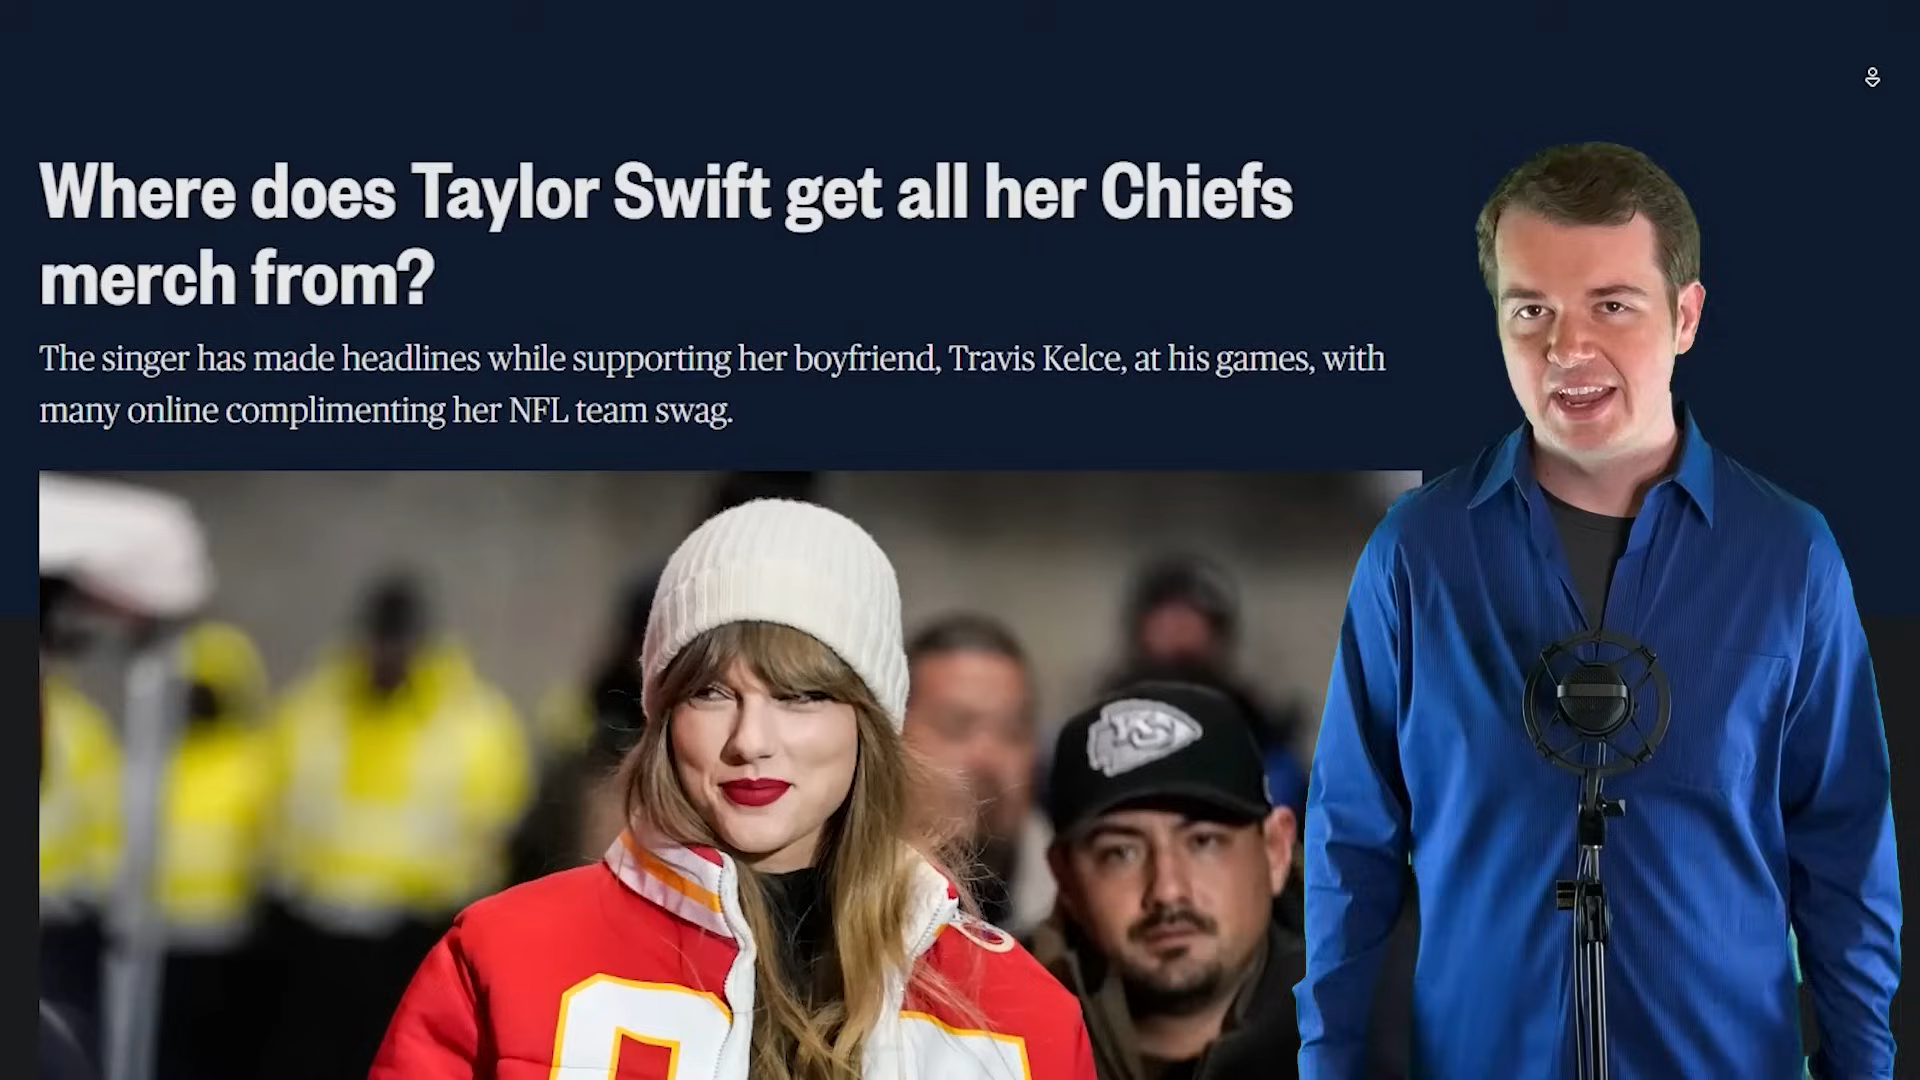 Where does Taylor Swift get all her Chiefs
merch from?
The singer has made headlines while supporting her boyfriend, Travis Kelce, at his games, with
many online complimenting her NFL team swag.
KC